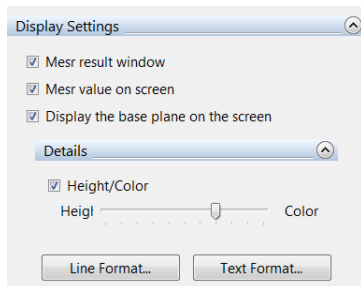 Display Settings
Mesr result window
Mesr value on screen
Display the base plane on the screen
Details
Height/Color
Heigl Color
Line Format... Text Format...